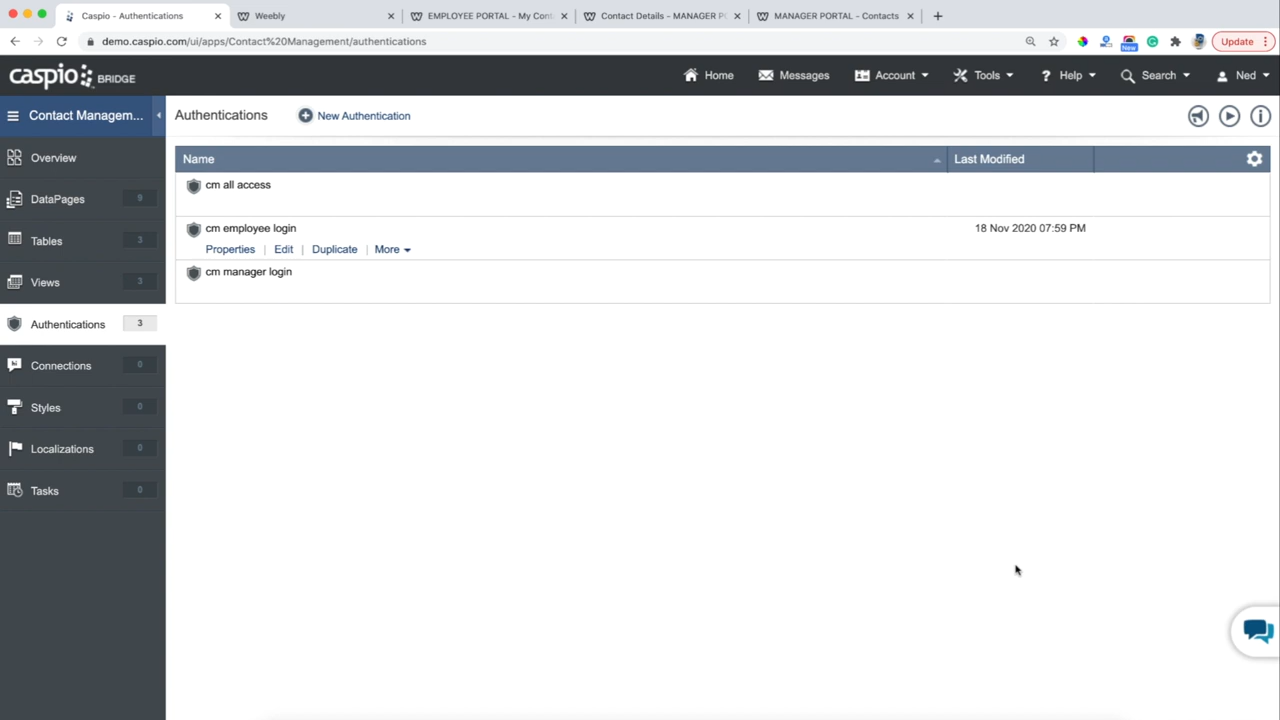 Caspio - Authentications
Weebly
EMPLOYEE PORTAL - My Cont
Contact Details - MANAGER P
MANAGER PORTAL - Contacts
demo.caspio.com/ui/apps/Contact%20Management/authentications
New
Update
caspio BRIDGE
Home
Messages
Account
Tools
? Help
Search
Ned
Contact Managem...
Authentications
New Authentication
Overview
DataPages 9
Tables 3
Views 3
Authentications 3
Connections 0
Styles 0
Localizations 0
Tasks 0
Name
Last Modified
cm all access
cm employee login
18 Nov 2020 07:59 PM
Properties | Edit | Duplicate | More
cm manager login